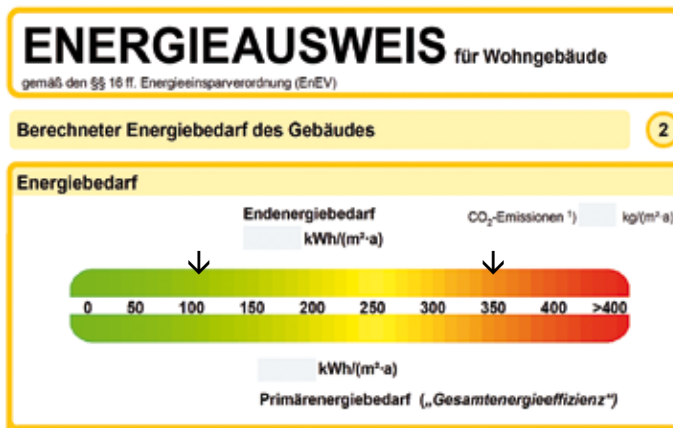 ENERGIEAUSWEIS für Wohngebäude
gemäß den §§ 16 ff. Energieeinsparverordnung (EnEV)
Berechneter Energiebedarf des Gebäudes 2
Energiebedarf
Endenergiebedarf CO₂-Emissionen ¹) kg/(m²·a)
kWh/(m²·a)
0 50 100 150 200 250 300 350 400 >400
kWh/(m²·a)
Primärenergiebedarf („Gesamtenergieeffizienz“)